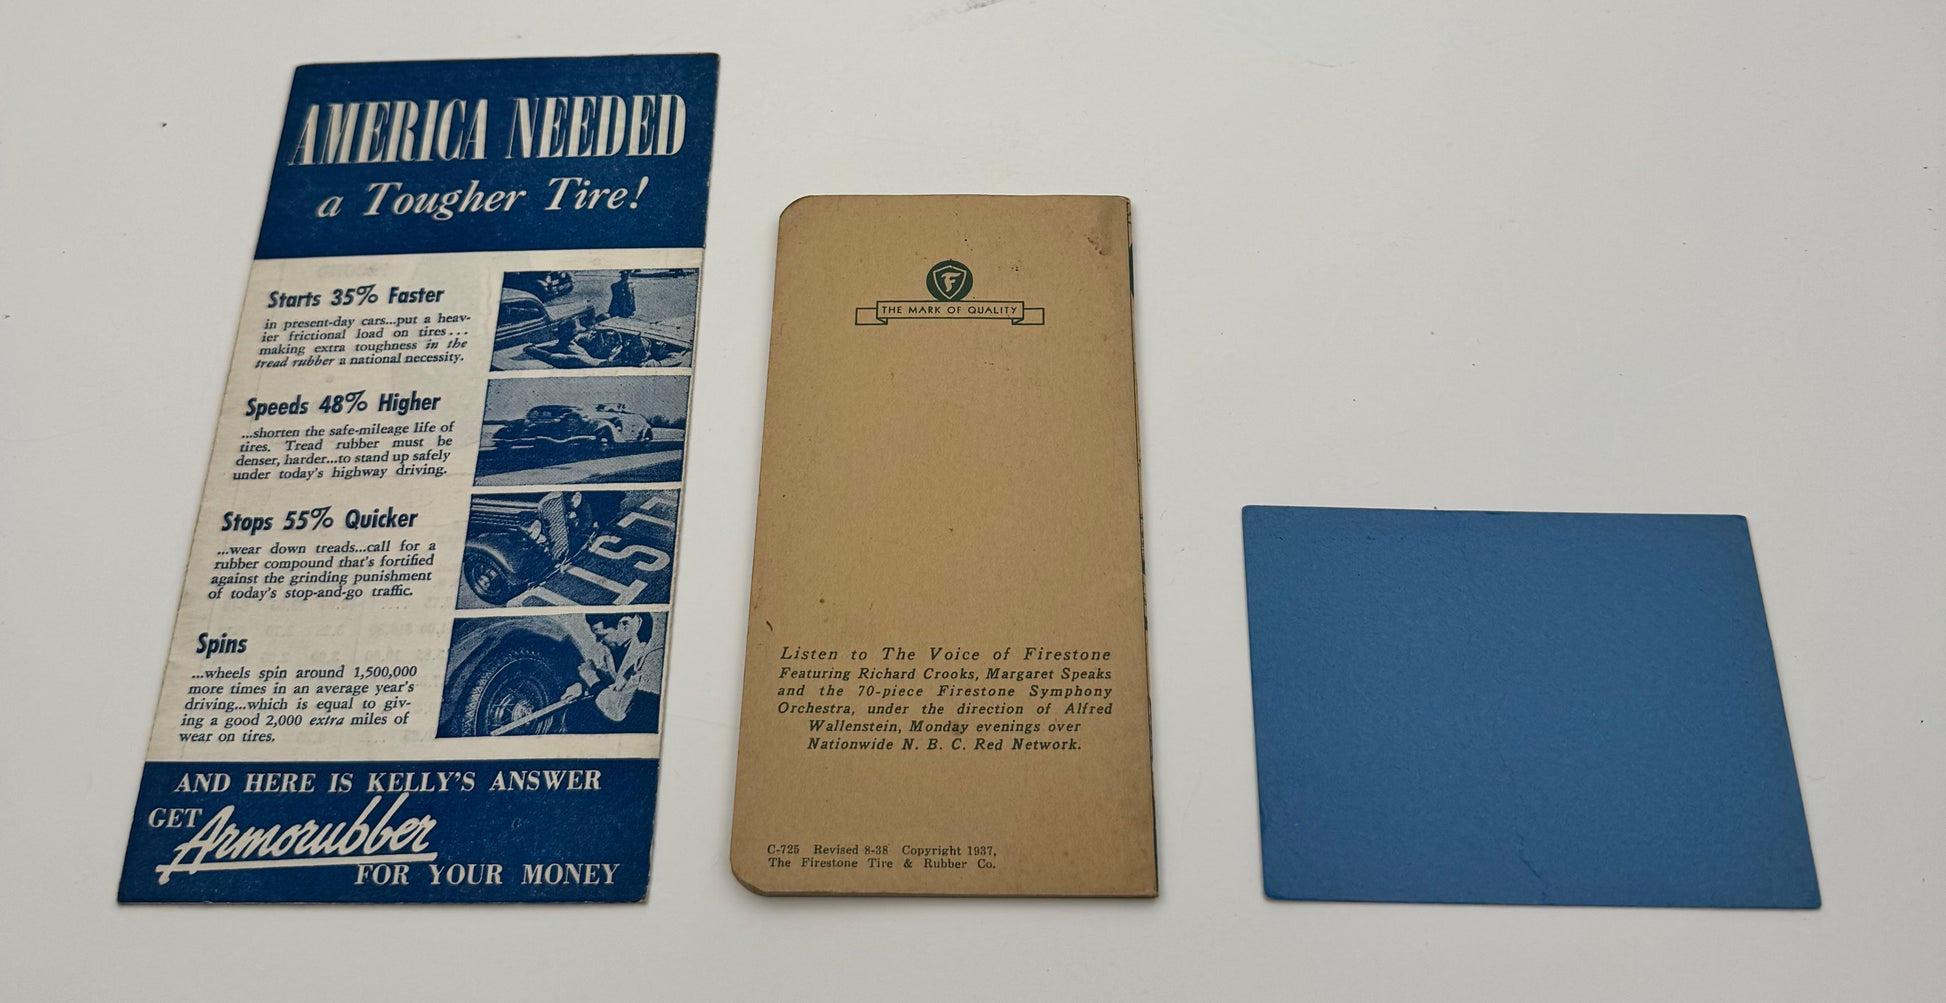 AMERICA NEEDED
a Tougher Tire!
Starts 35% Faster
in present-day cars...put a heav-
ier frictional load on tires...
making extra toughness in the
tread rubber a national necessity.
Speeds 48% Higher
...shorten the safe-mileage life of
tires. Tread rubber must be
denser, harder...to stand up safely
under today's highway driving.
Stops 55% Quicker
...wear down treads...call for a
rubber compound that's fortified
against the grinding punishment
of today's stop-and-go traffic.
Spins
...wheels spin around 1,500,000
more times in an average year's
driving...which is equal to giv-
ing a good 2,000 extra miles of
wear on tires.
AND HERE IS KELLY'S ANSWER
GET Armorubber
FOR YOUR MONEY
F
THE MARK OF QUALITY
Listen to The Voice of Firestone
Featuring Richard Crooks, Margaret Speaks
and the 70-piece Firestone Symphony
Orchestra, under the direction of Alfred
Wallenstein, Monday evenings over
Nationwide N. B. C. Red Network.
C-725 Revised 8-38 Copyright 1937,
The Firestone Tire & Rubber Co.